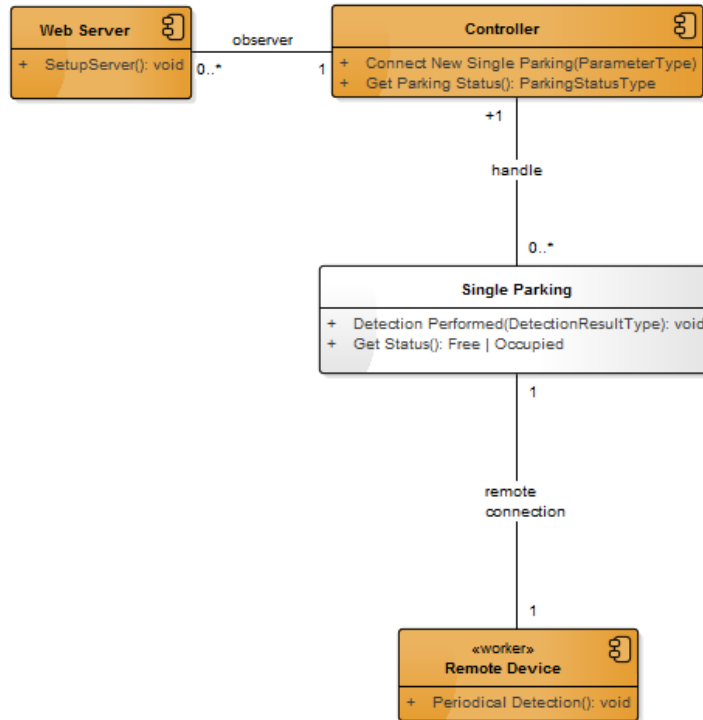 Web Server
+ SetupServer(): void
observer
0..*
1
Controller
+ Connect New Single Parking(ParameterType)
+ Get Parking Status(): ParkingStatusType
+1
handle
0..*
Single Parking
+ Detection Performed(DetectionResultType): void
+ Get Status(): Free | Occupied
1
remote
connection
1
«worker»
Remote Device
+ Periodical Detection(): void